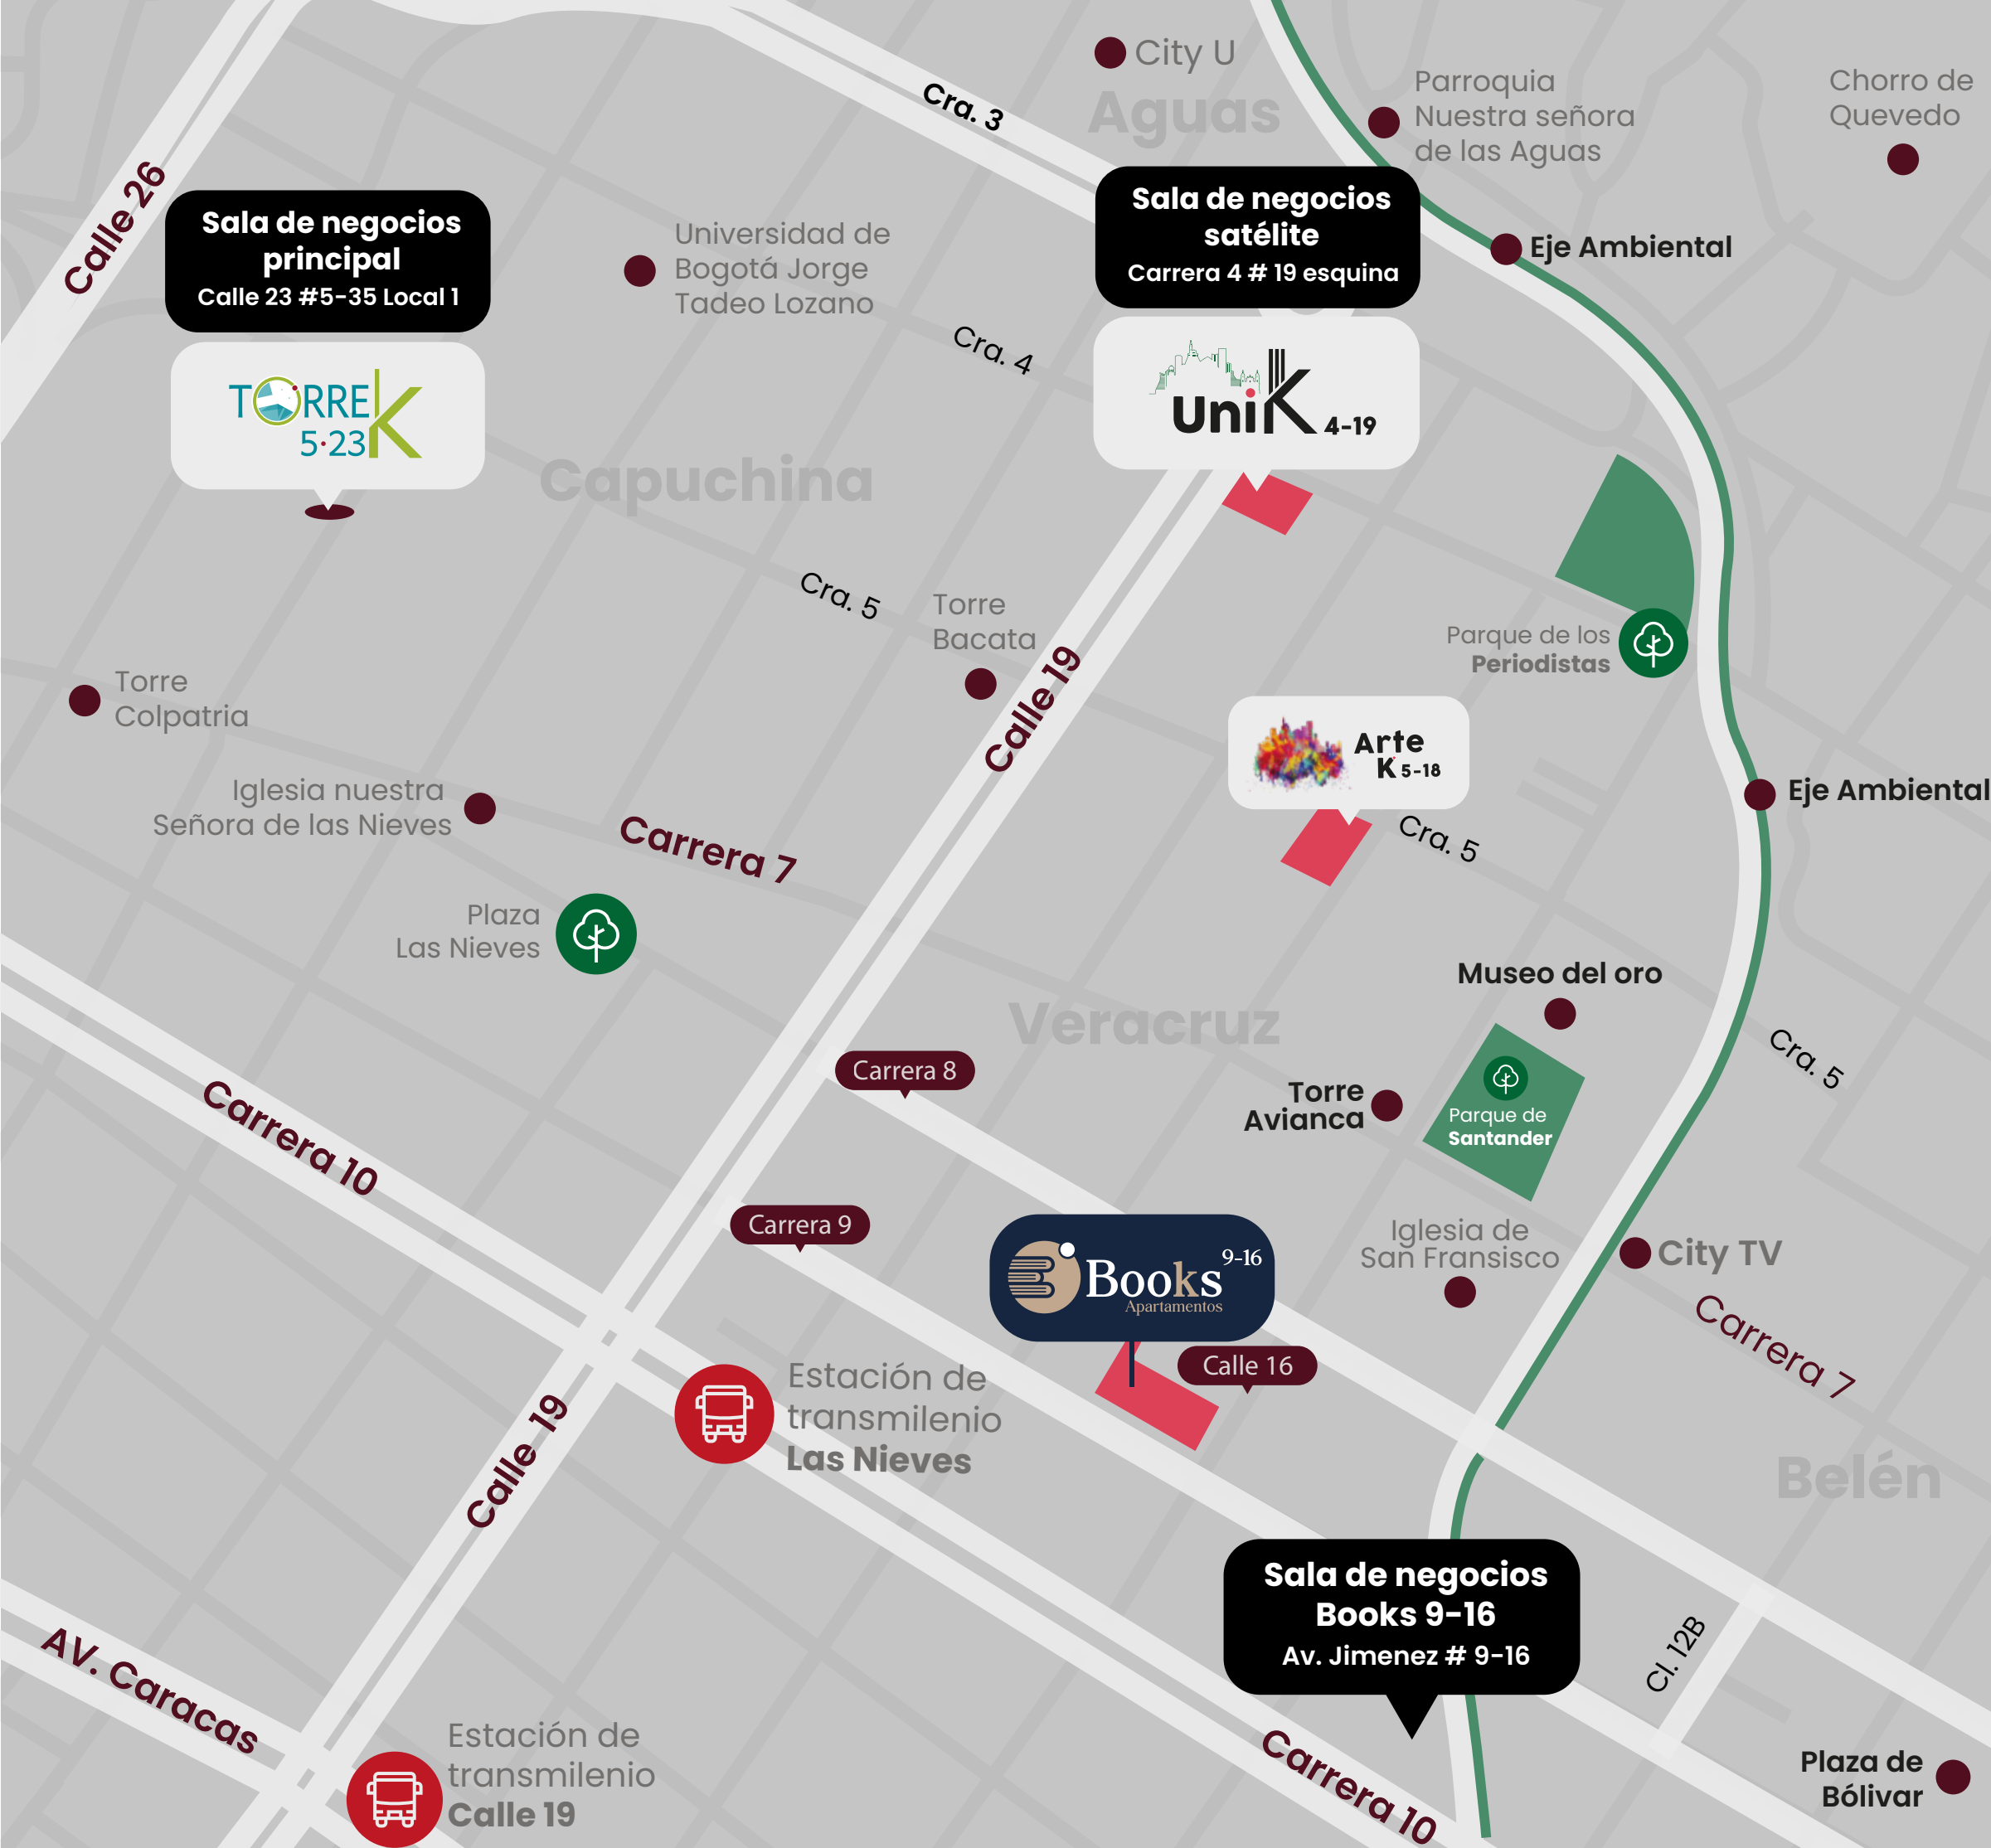 City U
Aguas
Parroquia
Nuestra señora
de las Aguas
Chorro de
Quevedo
Cra. 3
Calle 26
Sala de negocios
principal
Calle 23 #5-35 Local 1
TORRE K
5·23
Universidad de
Bogotá Jorge
Tadeo Lozano
Sala de negocios
satélite
Carrera 4 # 19 esquina
Eje Ambiental
Cra. 4
UniK 4-19
Capuchina
Cra. 5
Torre
Bacata
Calle 19
Parque de los
Periodistas
Torre
Colpatria
Arte
K 5-18
Eje Ambiental
Iglesia nuestra
Señora de las Nieves
Carrera 7
Cra. 5
Plaza
Las Nieves
Museo del oro
Veracruz
Cra. 5
Carrera 8
Torre
Avianca
Parque de
Santander
Carrera 10
Carrera 9
Books 9-16
Apartamentos
Iglesia de
San Fransisco
City TV
Carrera 7
Calle 16
Estación de
transmilenio
Las Nieves
Calle 19
Belén
Sala de negocios
Books 9-16
Av. Jimenez # 9-16
Cl. 12B
AV. Caracas
Estación de
transmilenio
Calle 19
Carrera 10
Plaza de
Bólivar